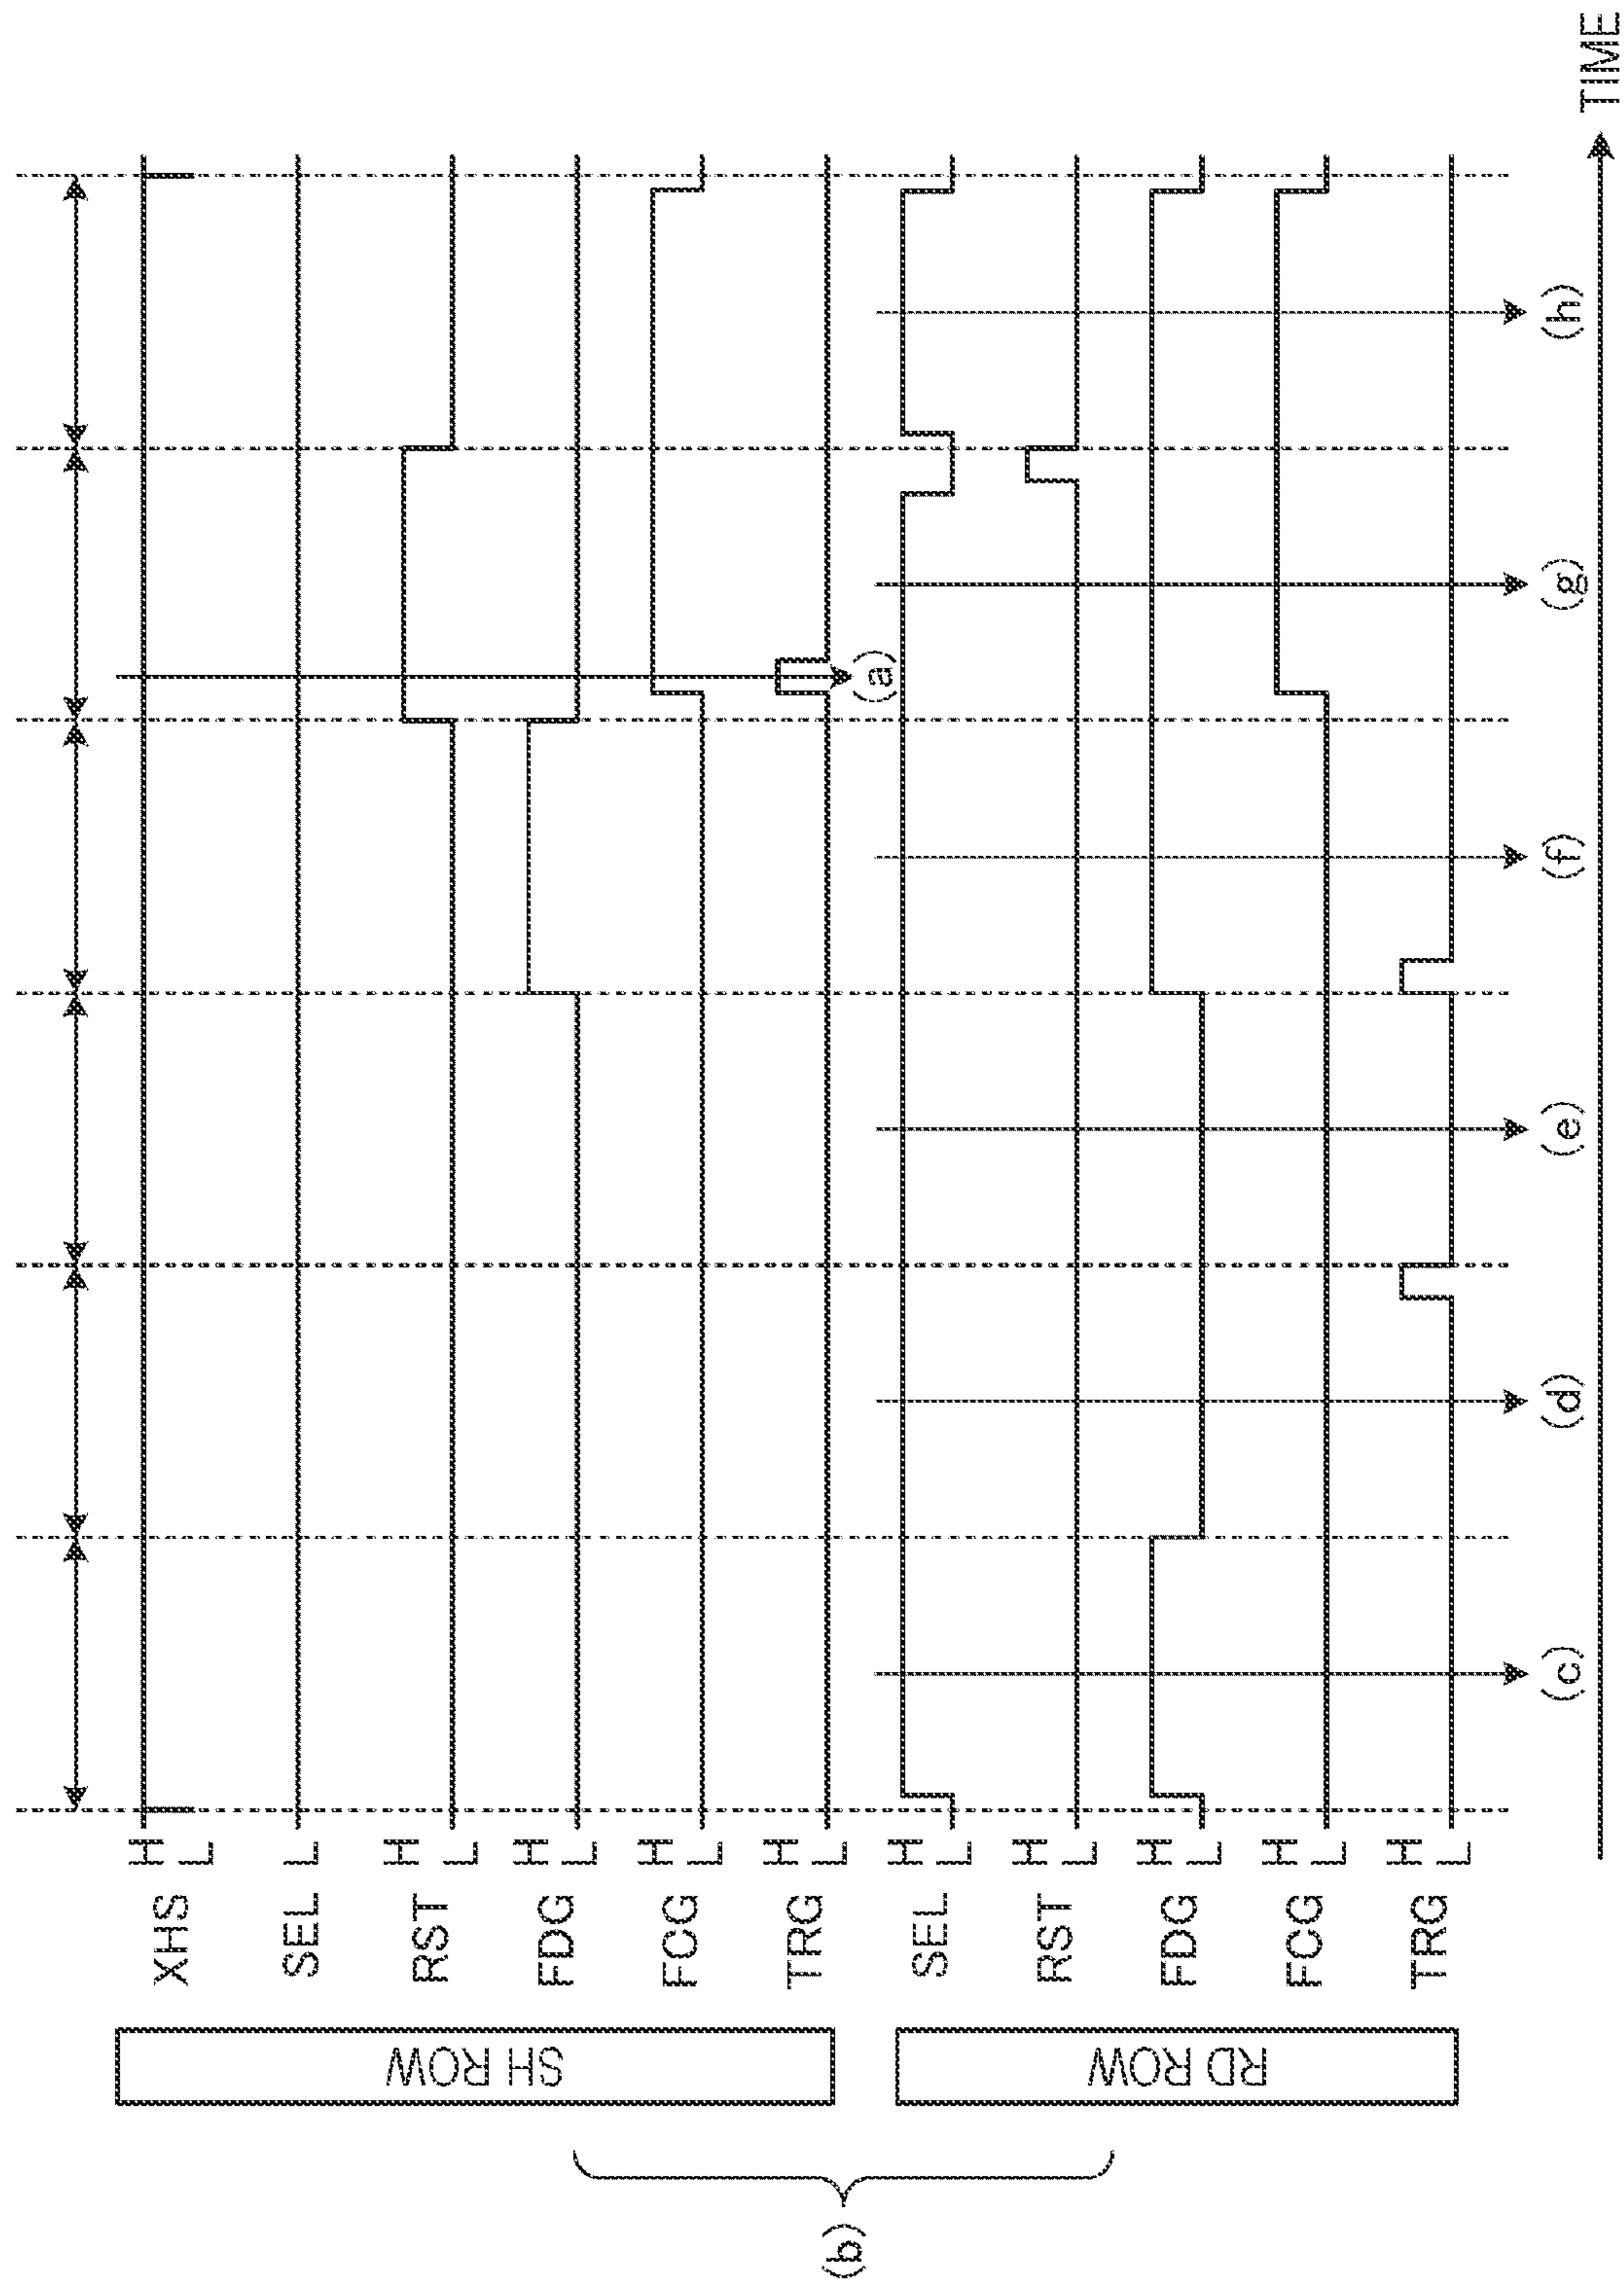 (b)
SH ROW
XHS
H
L
SEL
L
RST
H
L
FDG
H
L
FCG
H
L
TRG
H
L
(a)
RD ROW
SEL
H
L
RST
H
L
FDG
H
L
FCG
H
L
TRG
H
L
(c) (d) (e) (f) (g) (h)
TIME